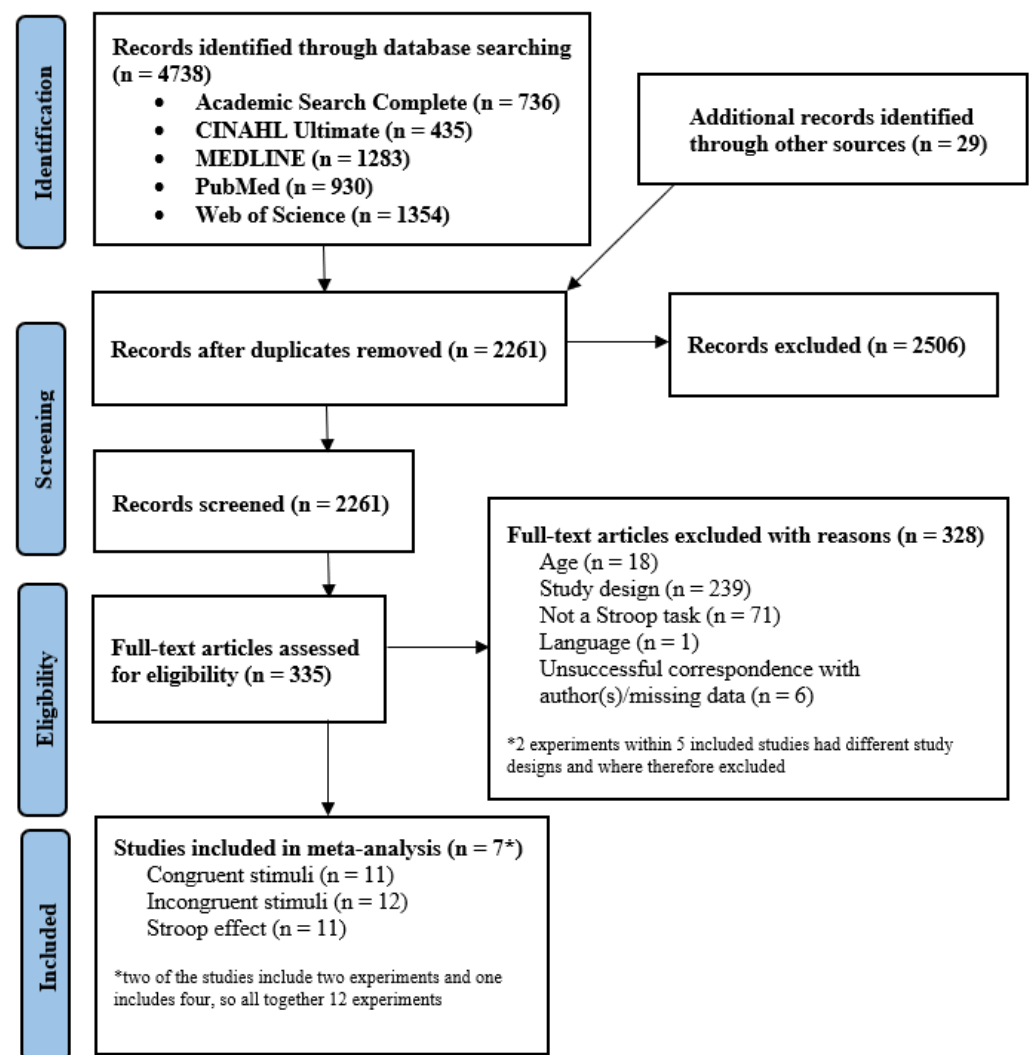 Identification
Records identified through database searching
(n = 4738)
• Academic Search Complete (n = 736)
• CINAHL Ultimate (n = 435)
• MEDLINE (n = 1283)
• PubMed (n = 930)
• Web of Science (n = 1354)
Additional records identified
through other sources (n = 29)
Screening
Records after duplicates removed (n = 2261)
Records excluded (n = 2506)
Records screened (n = 2261)
Eligibility
Full-text articles assessed
for eligibility (n = 335)
Full-text articles excluded with reasons (n = 328)
Age (n = 18)
Study design (n = 239)
Not a Stroop task (n = 71)
Language (n = 1)
Unsuccessful correspondence with
author(s)/missing data (n = 6)
*2 experiments within 5 included studies had different study
designs and where therefore excluded
Included
Studies included in meta-analysis (n = 7*)
Congruent stimuli (n = 11)
Incongruent stimuli (n = 12)
Stroop effect (n = 11)
*two of the studies include two experiments and one
includes four, so all together 12 experiments